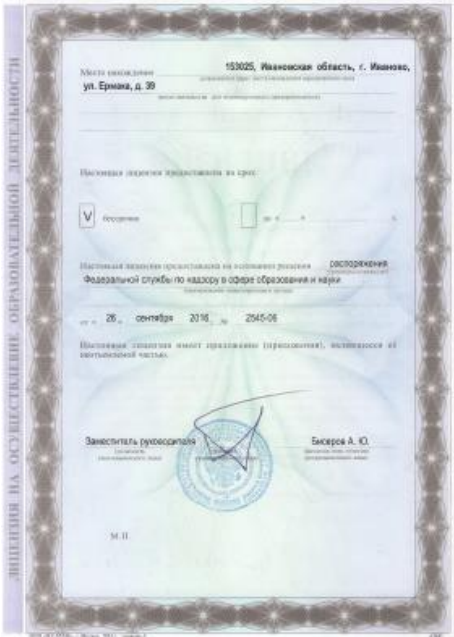 ЛИЦЕНЗИЯ НА ОСУЩЕСТВЛЕНИЕ ОБРАЗОВАТЕЛЬНОЙ ДЕЯТЕЛЬНОСТИ
Место нахождения 153025, Ивановская область, г. Иваново,
ул. Ермака, д. 39
Настоящая лицензия предоставлена на срок:
V бессрочно до « » г.
Настоящая лицензия предоставлена на основании решения распоряжения
Федеральной службы по надзору в сфере образования и науки
от « 26 » сентября 2016 г. № 2545-06
Настоящая лицензия имеет приложение (приложения), являющееся её
неотъемлемой частью.
Заместитель руководителя Бисеров А. Ю.
М.П.